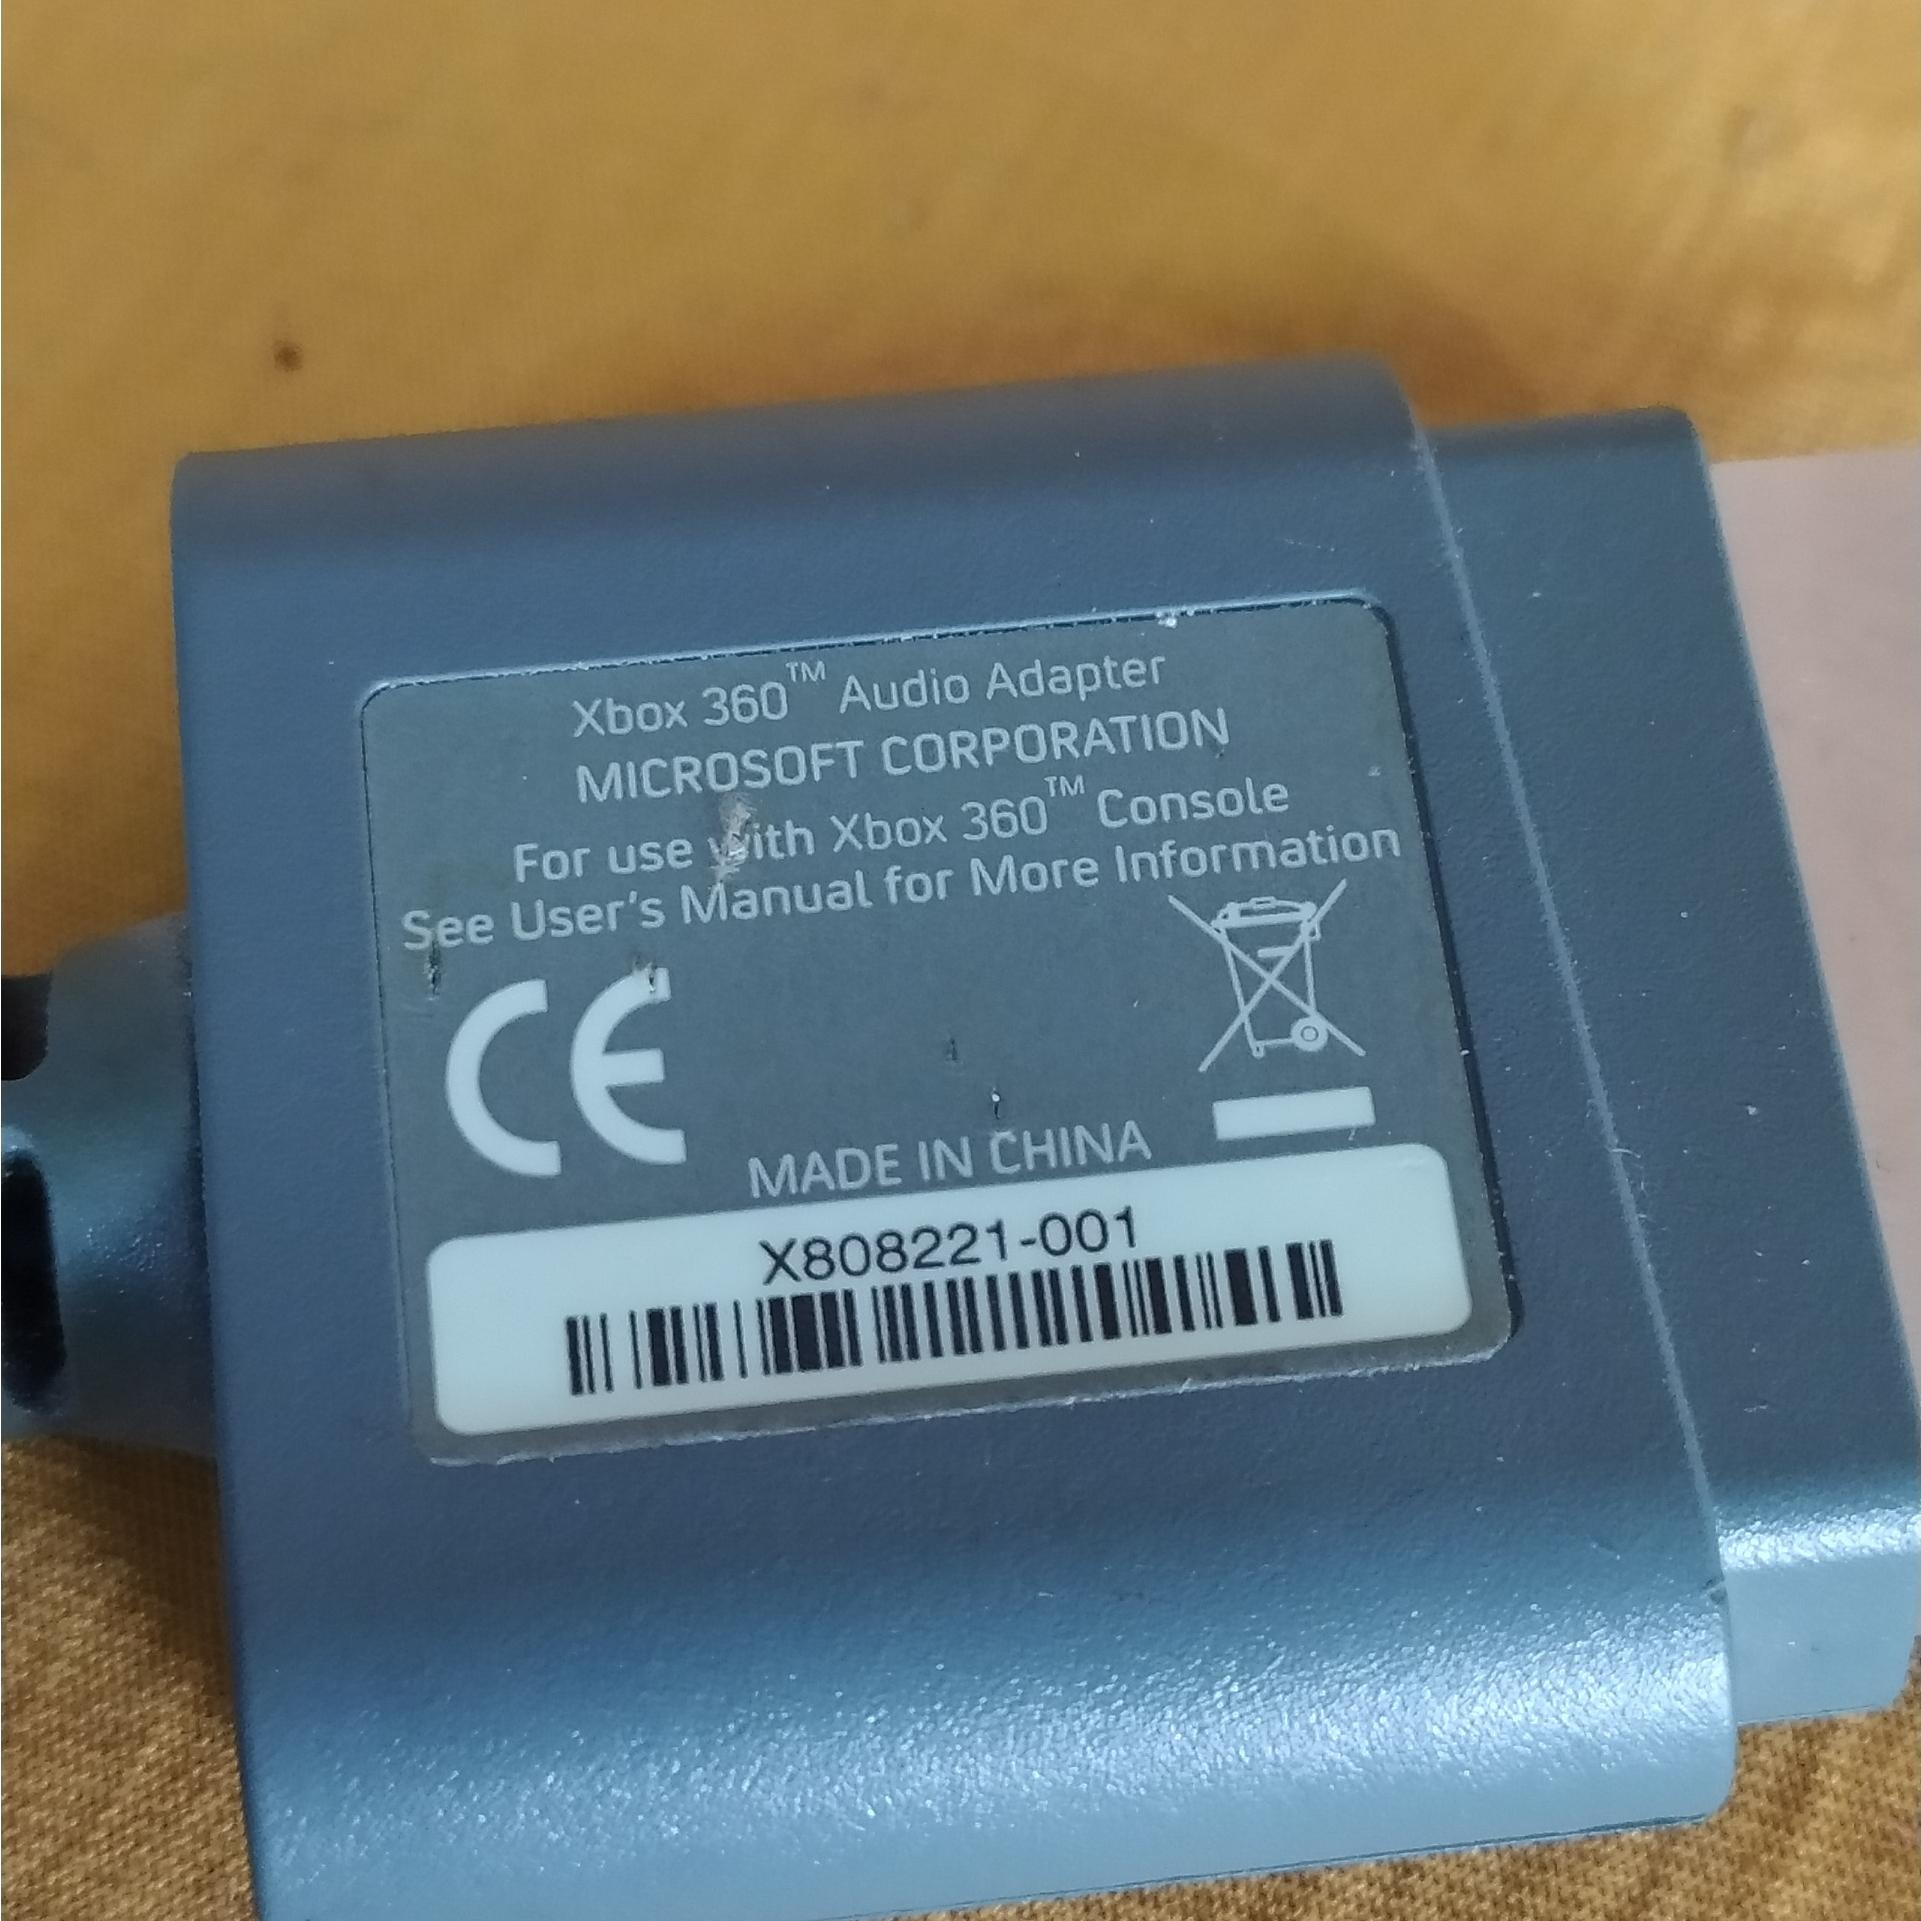 Xbox 360™ Audio Adapter
MICROSOFT CORPORATION
For use with Xbox 360™ Console
See User's Manual for More Information
CE
MADE IN CHINA
X808221-001